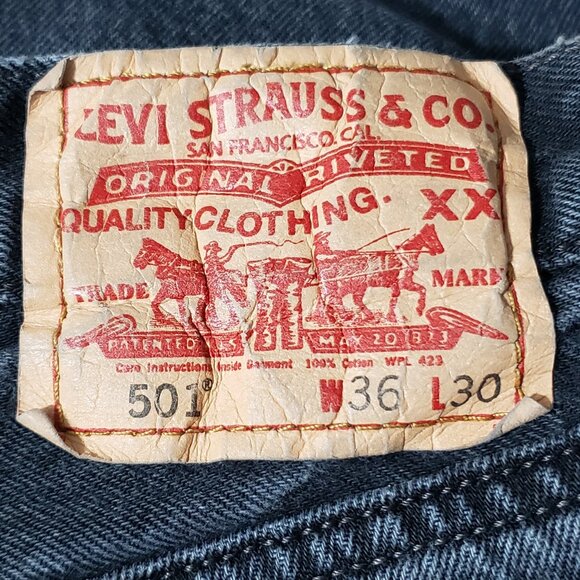 LEVI STRAUSS & CO.
SAN FRANCISCO, CAL.
ORIGINAL RIVETED
QUALITY CLOTHING. XX
TRADE MARK
PATENTED MAY 20 1873
Care Instructions Inside Garment 100% Cotton WPL 423
501® W36 L30